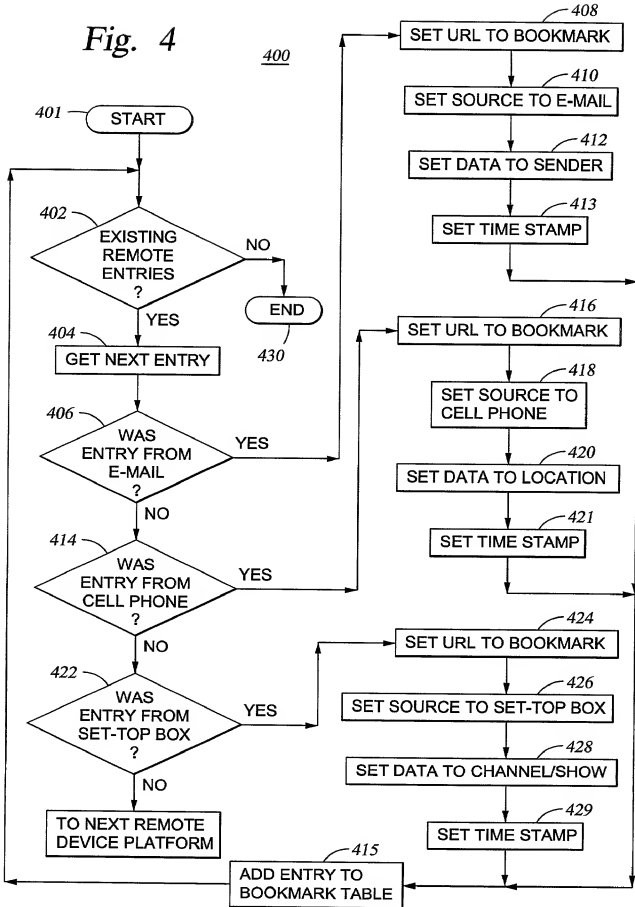 Fig. 4
400
401
START
402
EXISTING
REMOTE
ENTRIES
?
NO
END
430
YES
404
GET NEXT ENTRY
406
WAS
ENTRY FROM
E-MAIL
?
YES
NO
414
WAS
ENTRY FROM
CELL PHONE
?
YES
NO
422
WAS
ENTRY FROM
SET-TOP BOX
?
YES
NO
TO NEXT REMOTE
DEVICE PLATFORM
408
SET URL TO BOOKMARK
410
SET SOURCE TO E-MAIL
412
SET DATA TO SENDER
413
SET TIME STAMP
416
SET URL TO BOOKMARK
418
SET SOURCE TO
CELL PHONE
420
SET DATA TO LOCATION
421
SET TIME STAMP
424
SET URL TO BOOKMARK
426
SET SOURCE TO SET-TOP BOX
428
SET DATA TO CHANNEL/SHOW
429
SET TIME STAMP
415
ADD ENTRY TO
BOOKMARK TABLE